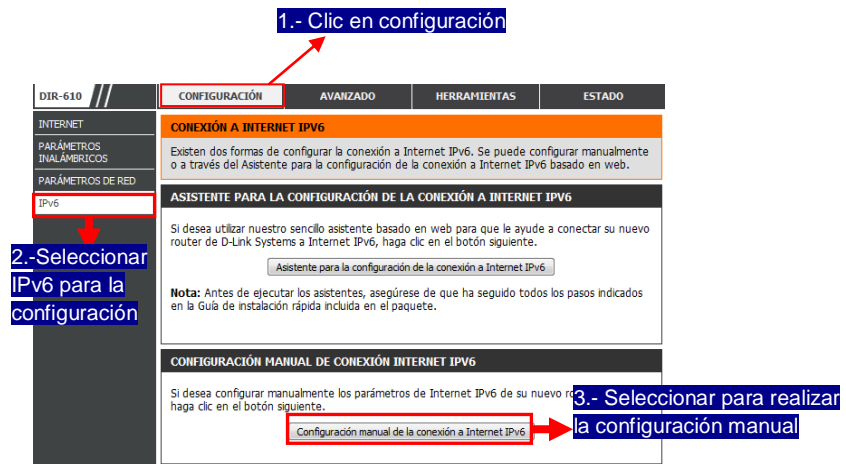 1.- Clic en configuración
DIR-610
CONFIGURACIÓN
AVANZADO
HERRAMIENTAS
ESTADO
INTERNET
PARÁMETROS
INALÁMBRICOS
PARÁMETROS DE RED
IPv6
2.-Seleccionar
IPv6 para la
configuración
CONEXIÓN A INTERNET IPV6
Existen dos formas de configurar la conexión a Internet IPv6. Se puede configurar manualmente
o a través del Asistente para la configuración de la conexión a Internet IPv6 basado en web.
ASISTENTE PARA LA CONFIGURACIÓN DE LA CONEXIÓN A INTERNET IPV6
Si desea utilizar nuestro sencillo asistente basado en web para que le ayude a conectar su nuevo
router de D-Link Systems a Internet IPv6, haga clic en el botón siguiente.
Asistente para la configuración de la conexión a Internet IPv6
Nota: Antes de ejecutar los asistentes, asegúrese de que ha seguido todos los pasos indicados
en la Guía de instalación rápida incluida en el paquete.
CONFIGURACIÓN MANUAL DE CONEXIÓN INTERNET IPV6
Si desea configurar manualmente los parámetros de Internet IPv6 de su nuevo
haga clic en el botón siguiente.
Configuración manual de la conexión a Internet IPv6
3.- Seleccionar para realizar
la configuración manual